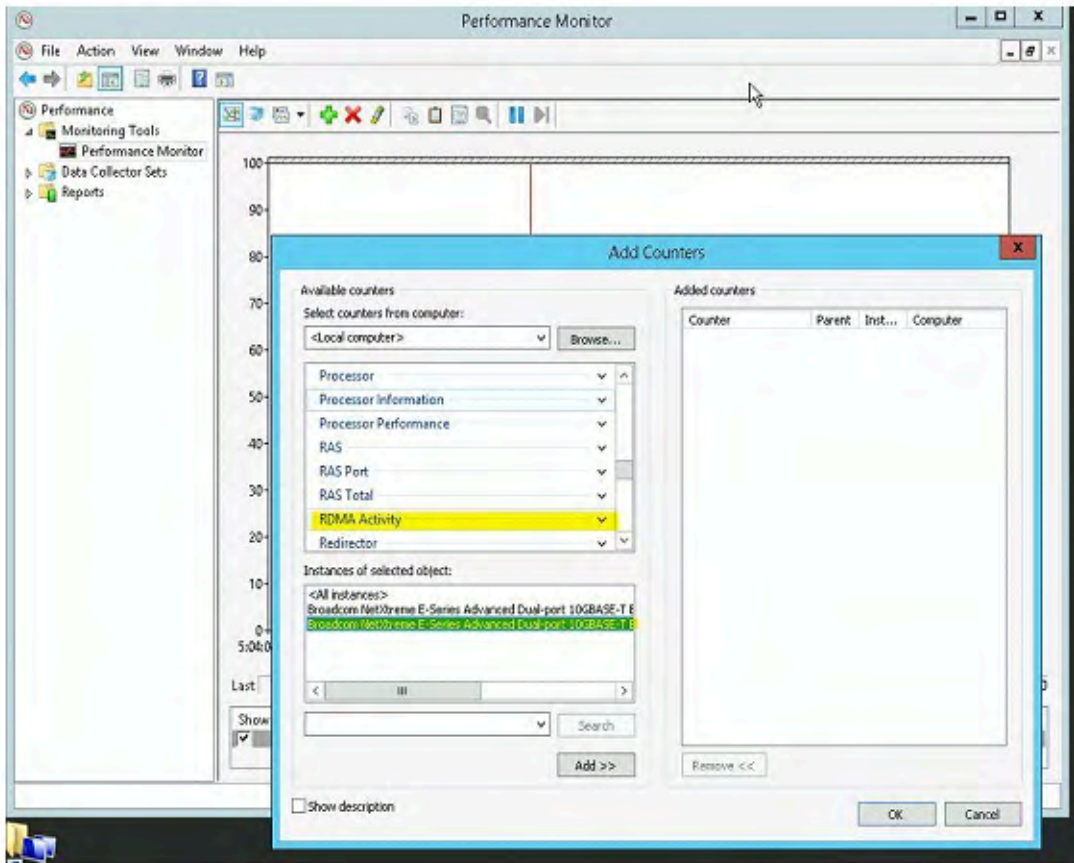 Performance Monitor
File Action View Window Help
Performance
Monitoring Tools
Performance Monitor
Data Collector Sets
Reports
100
90
80
70
60
50
40
30
20
10
0
5:04:0
Last
Show
Add Counters
Available counters
Select counters from computer:
<Local computer>
Browse...
Processor
Processor Information
Processor Performance
RAS
RAS Port
RAS Total
RDMA Activity
Redirector
Instances of selected object:
<All instances>
Broadcom NetXtreme E-Series Advanced Dual-port 10GBASE-T E
Broadcom NetXtreme E-Series Advanced Dual-port 10GBASE-T E
Search
Add >>
Show description
Added counters
Counter Parent Inst... Computer
Remove <<
OK Cancel